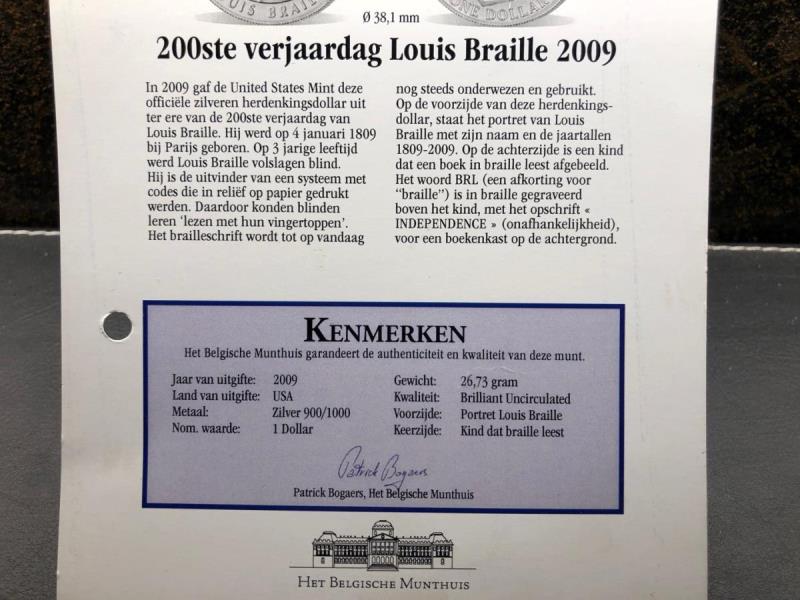 UIS BRAIL
ONE DOLLAR
Ø 38,1 mm
200ste verjaardag Louis Braille 2009
In 2009 gaf de United States Mint deze
officiële zilveren herdenkingsdollar uit
ter ere van de 200ste verjaardag van
Louis Braille. Hij werd op 4 januari 1809
bij Parijs geboren. Op 3 jarige leeftijd
werd Louis Braille volslagen blind.
Hij is de uitvinder van een systeem met
codes die in reliëf op papier gedrukt
werden. Daardoor konden blinden
leren ‘lezen met hun vingertoppen’.
Het brailleschrift wordt tot op vandaag
nog steeds onderwezen en gebruikt.
Op de voorzijde van deze herdenkings-
dollar, staat het portret van Louis
Braille met zijn naam en de jaartallen
1809-2009. Op de achterzijde is een kind
dat een boek in braille leest afgebeeld.
Het woord BRL (een afkorting voor
“braille”) is in braille gegraveerd
boven het kind, met het opschrift «
INDEPENDENCE » (onafhankelijkheid),
voor een boekenkast op de achtergrond.
KENMERKEN
Het Belgische Munthuis garandeert de authenticiteit en kwaliteit van deze munt.
Jaar van uitgifte: 2009
Land van uitgifte: USA
Metaal: Zilver 900/1000
Nom. waarde: 1 Dollar
Gewicht: 26,73 gram
Kwaliteit: Brilliant Uncirculated
Voorzijde: Portret Louis Braille
Keerzijde: Kind dat braille leest
Patrick Bogaers
Patrick Bogaers, Het Belgische Munthuis
HET BELGISCHE MUNTHUIS